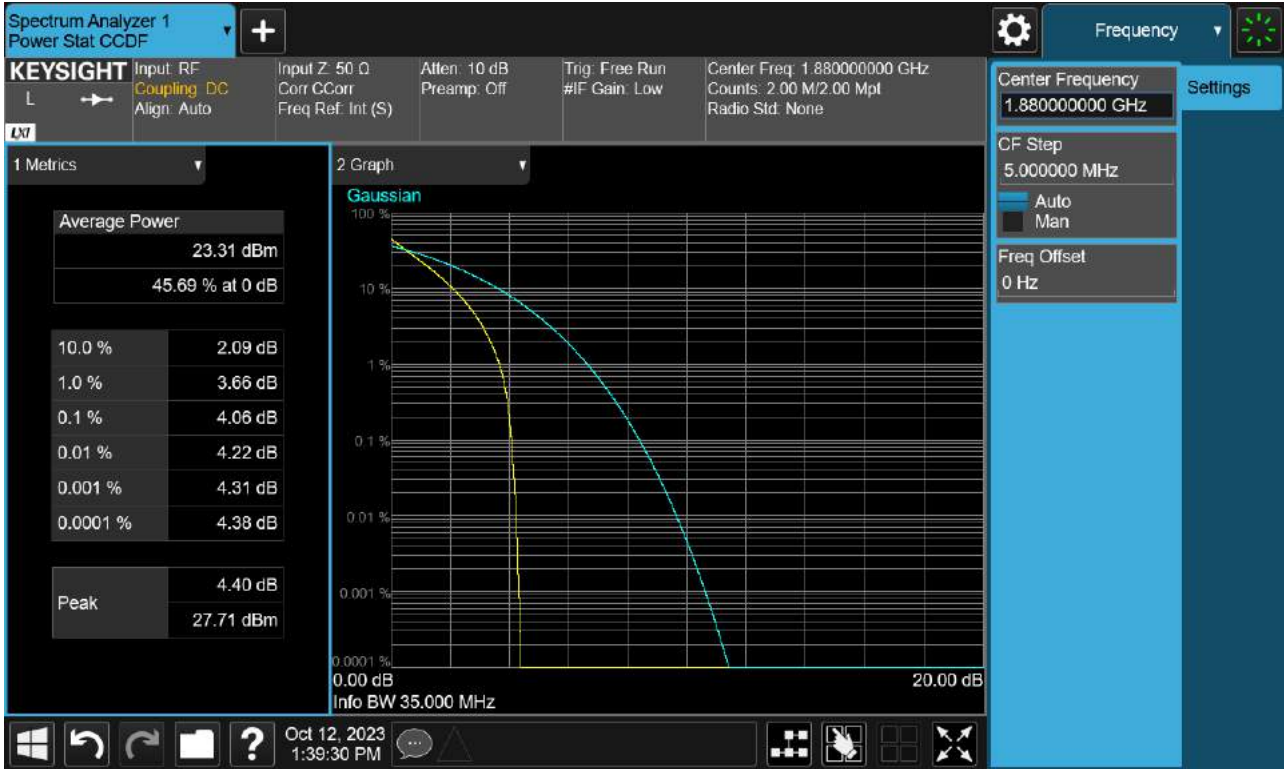 Spectrum Analyzer 1
Power Stat CCDF
Frequency
KEYSIGHT
L
LXI
Input: RF
Coupling: DC
Align: Auto
Input Z: 50 Ω
Corr CCorr
Freq Ref: Int (S)
Atten: 10 dB
Preamp: Off
Trig: Free Run
#IF Gain: Low
Center Freq: 1.880000000 GHz
Counts: 2.00 M/2.00 Mpt
Radio Std: None
Center Frequency
1.880000000 GHz
Settings
CF Step
5.000000 MHz
Auto
Man
Freq Offset
0 Hz
1 Metrics
Average Power
23.31 dBm
45.69 % at 0 dB
10.0 % 2.09 dB
1.0 % 3.66 dB
0.1 % 4.06 dB
0.01 % 4.22 dB
0.001 % 4.31 dB
0.0001 % 4.38 dB
Peak
4.40 dB
27.71 dBm
2 Graph
Gaussian
100 %
10 %
1 %
0.1 %
0.01 %
0.001 %
0.0001 %
0.00 dB 20.00 dB
Info BW 35.000 MHz
?
Oct 12, 2023
1:39:30 PM